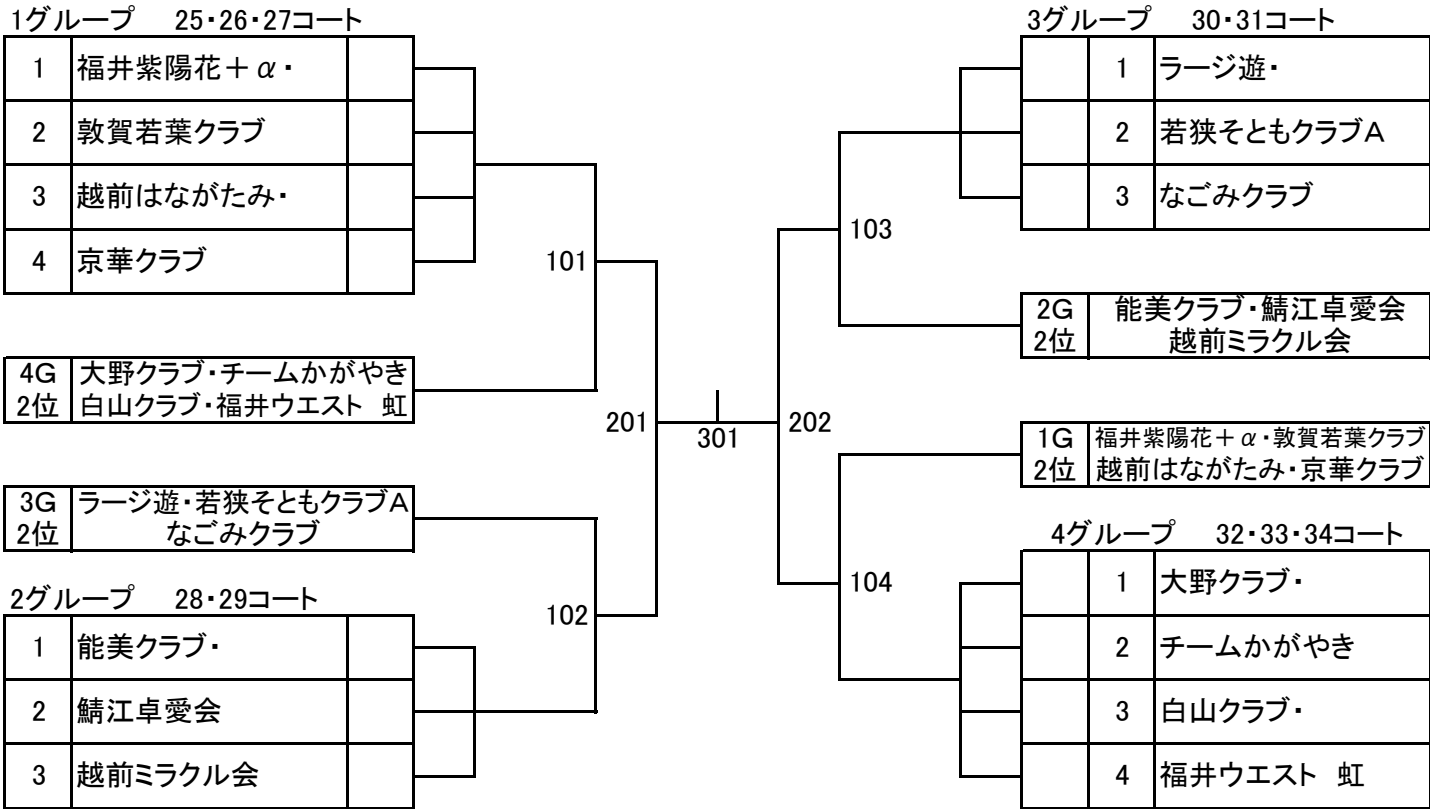 1グループ 25・26・27コート
1 福井紫陽花+α・
2 敦賀若葉クラブ
3 越前はながたみ・
4 京華クラブ
101
4G 大野クラブ・チームかがやき
2位 白山クラブ・福井ウエスト 虹
201
3G ラージ遊・若狭そともクラブA
2位 なごみクラブ
2グループ 28・29コート
102
1 能美クラブ・
2 鯖江卓愛会
3 越前ミラクル会
301
3グループ 30・31コート
1 ラージ遊・
2 若狭そともクラブA
3 なごみクラブ
103
2G 能美クラブ・鯖江卓愛会
2位 越前ミラクル会
202
1G 福井紫陽花+α・敦賀若葉クラブ
2位 越前はながたみ・京華クラブ
4グループ 32・33・34コート
104
1 大野クラブ・
2 チームかがやき
3 白山クラブ・
4 福井ウエスト 虹